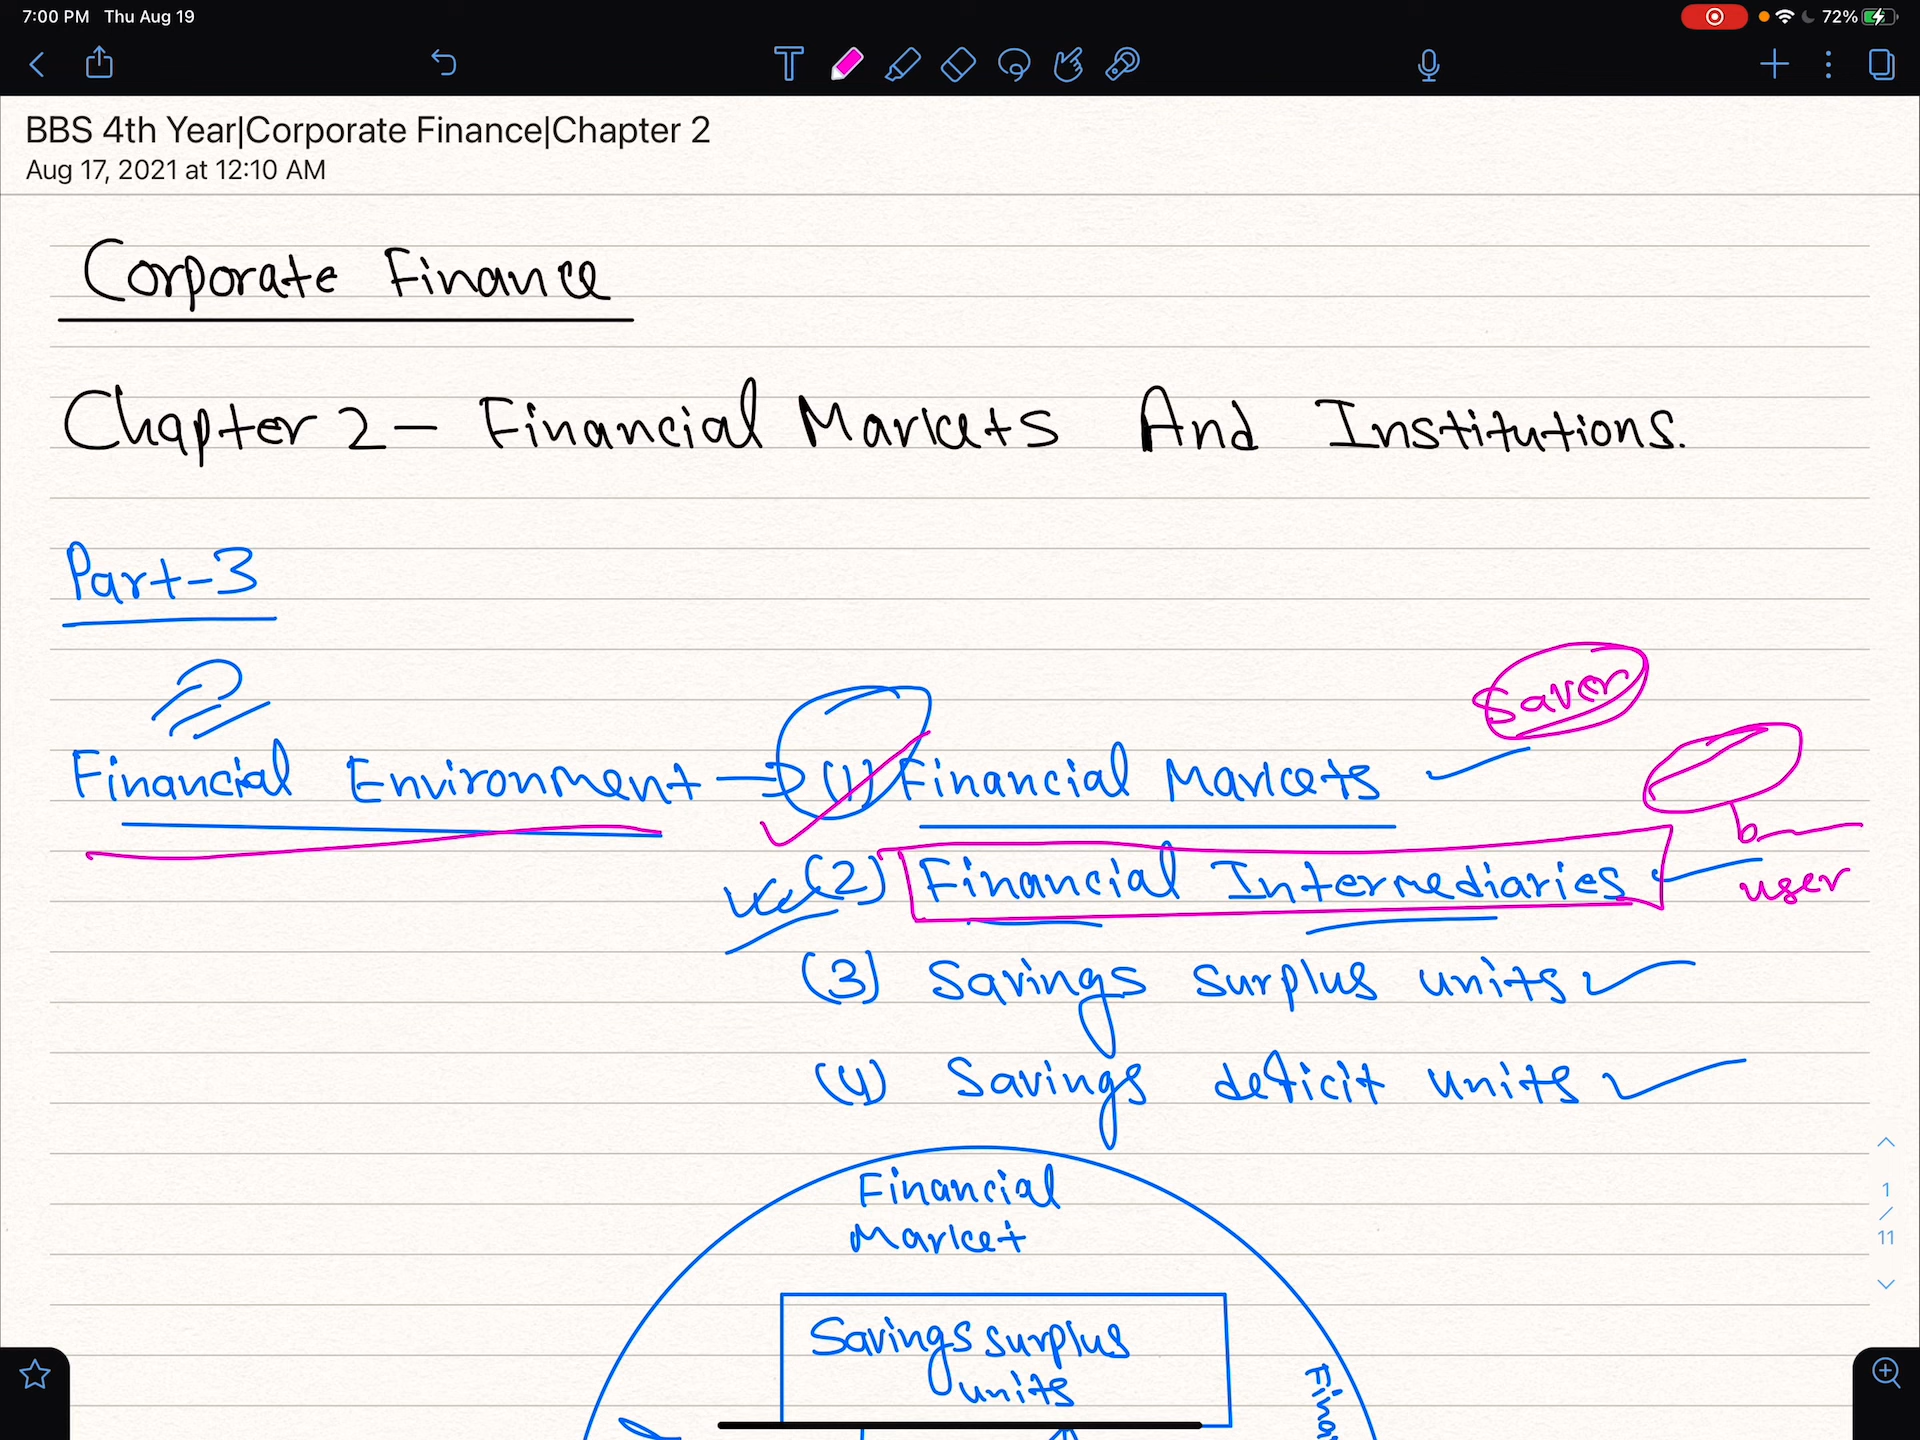 7:00 PM Thu Aug 19
72%
BBS 4th Year|Corporate Finance|Chapter 2
Aug 17, 2021 at 12:10 AM
Corporate Finance
Chapter 2 - Financial Markets And Institutions.
Part-3
Saver
Financial Environment → (1) Financial Markets
b
(2) Financial Intermediaries
user
(3) Savings surplus units
(4) Savings deficit units
Financial
Market
1
/
11
Savings surplus
units